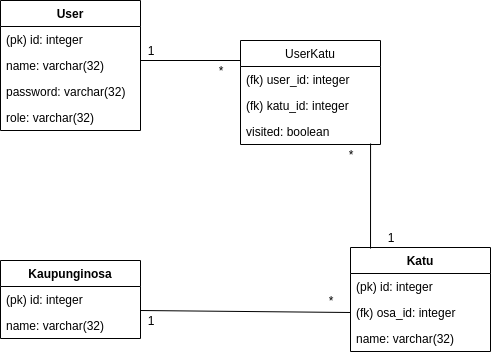 User
(pk) id: integer
name: varchar(32)
password: varchar(32)
role: varchar(32)
1
*
UserKatu
(fk) user_id: integer
(fk) katu_id: integer
visited: boolean
*
1
Kaupunginosa
(pk) id: integer
name: varchar(32)
1
*
Katu
(pk) id: integer
(fk) osa_id: integer
name: varchar(32)